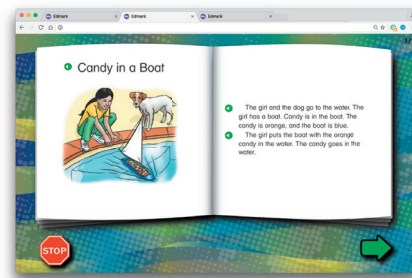 Edmark
Edmark
Edmark
Candy in a Boat
The girl and the dog go to the water. The
girl has a boat. Candy is in the boat. The
candy is orange, and the boat is blue.
The girl puts the boat with the orange
candy in the water. The candy goes in the
water.
STOP